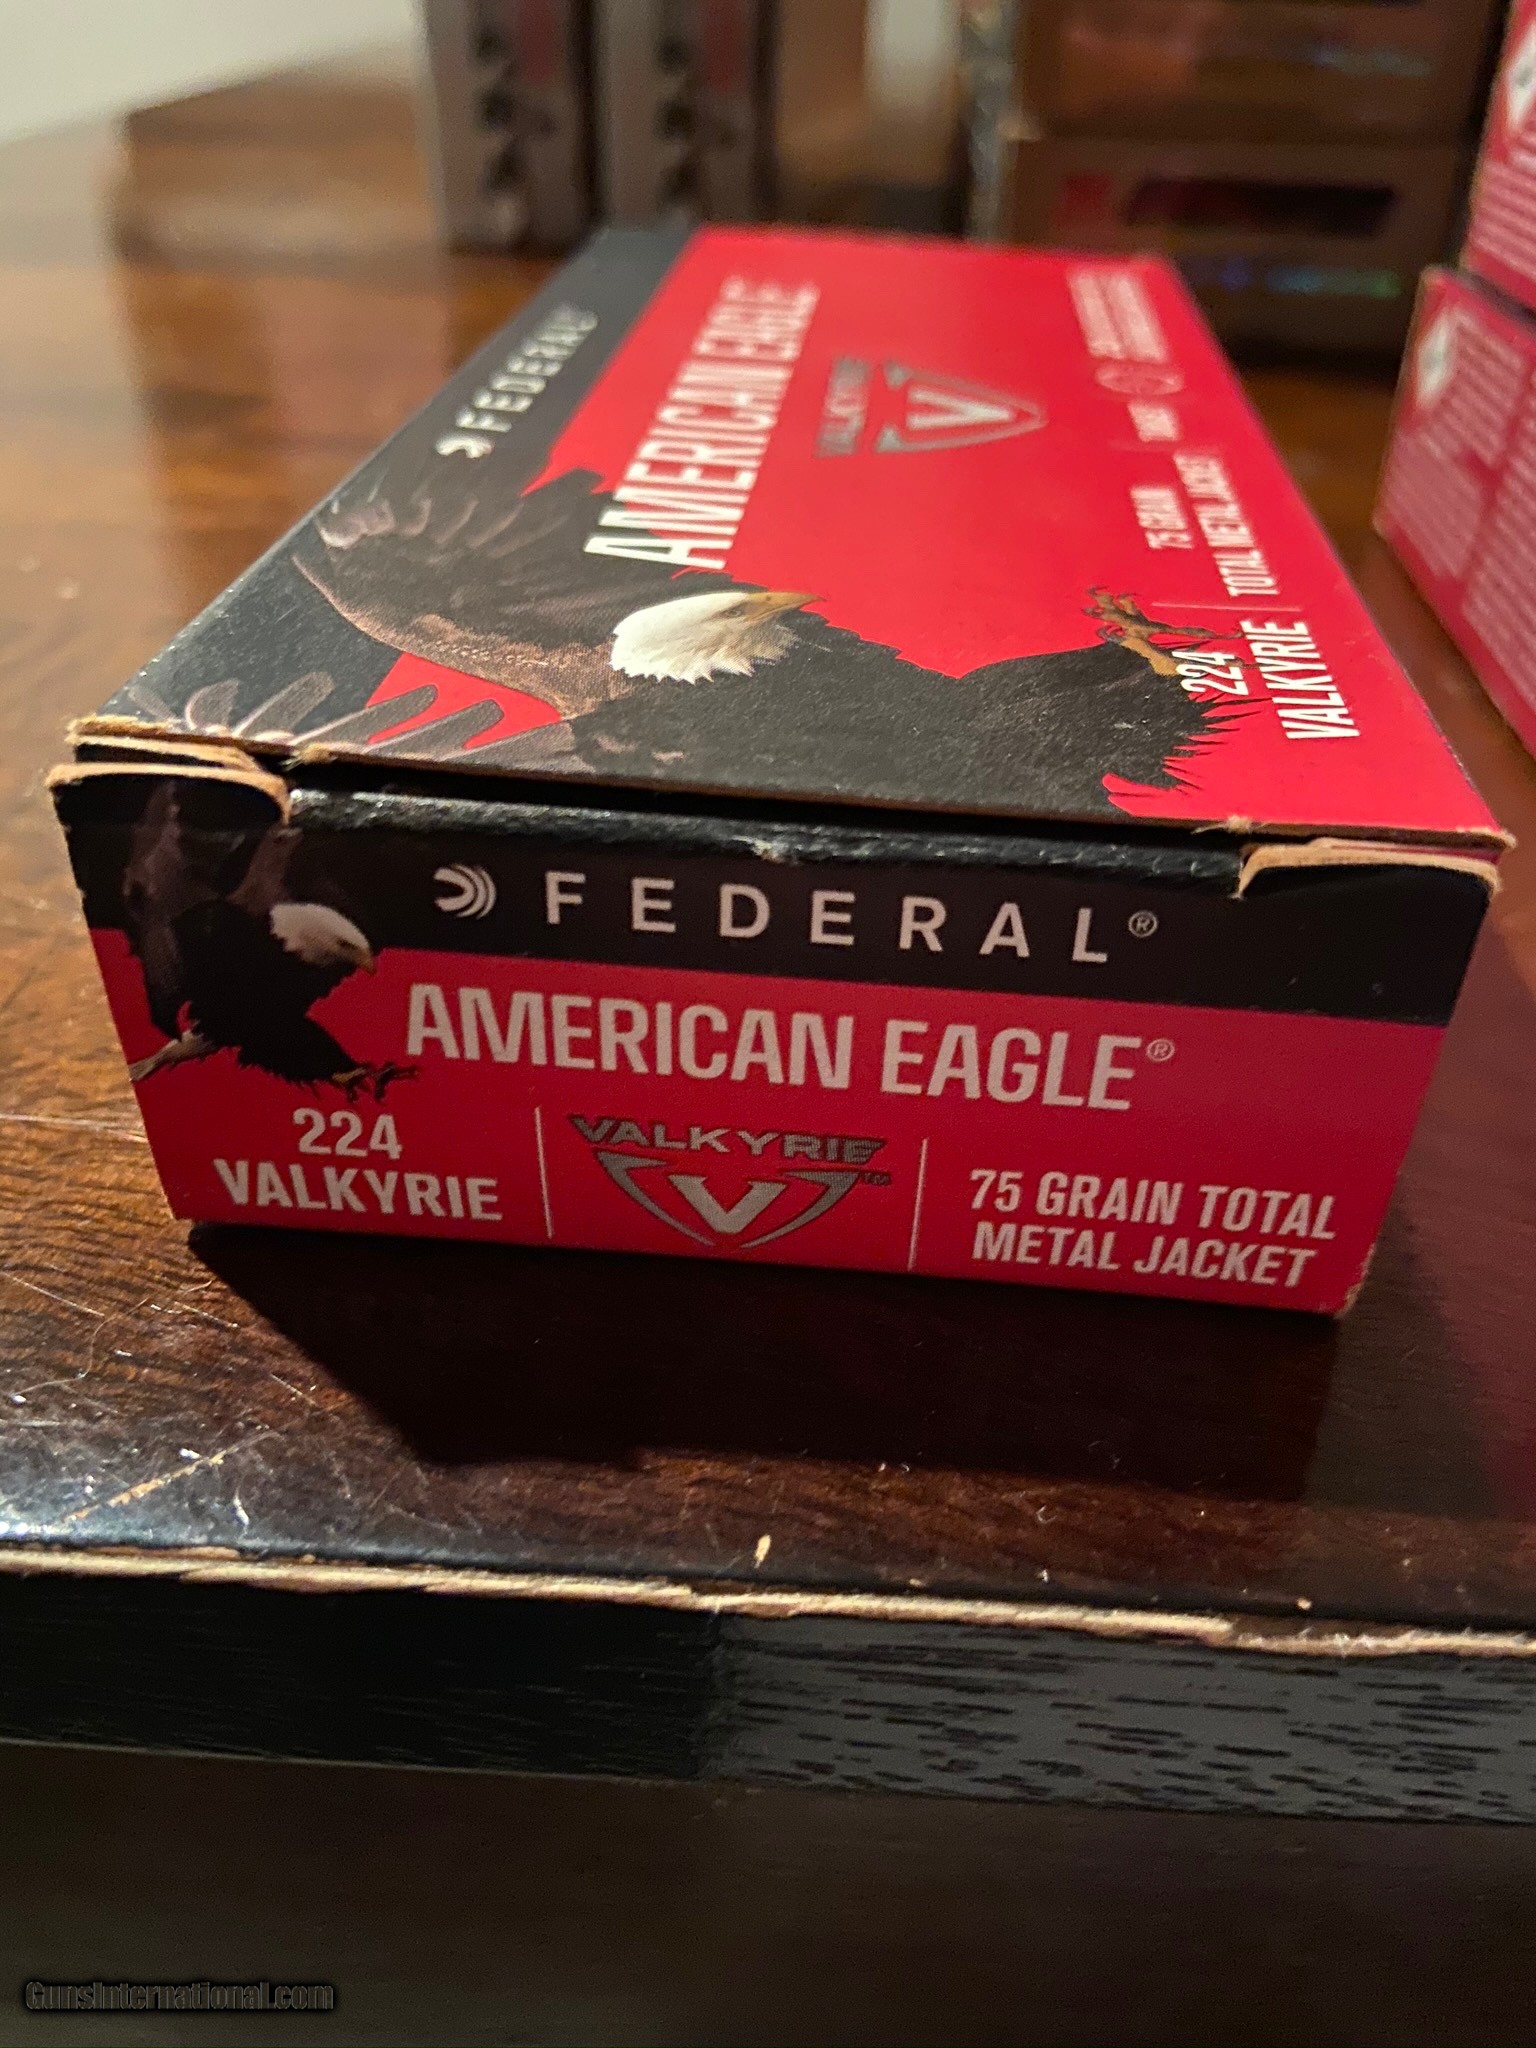 FEDERAL
AMERICAN EAGLE
VALKYRIE
V
75 GRAIN
TOTAL METAL JACKET
224
VALKYRIE
FEDERAL®
AMERICAN EAGLE®
224
VALKYRIE
VALKYRIE™
V
75 GRAIN TOTAL
METAL JACKET
GunsInternational.com